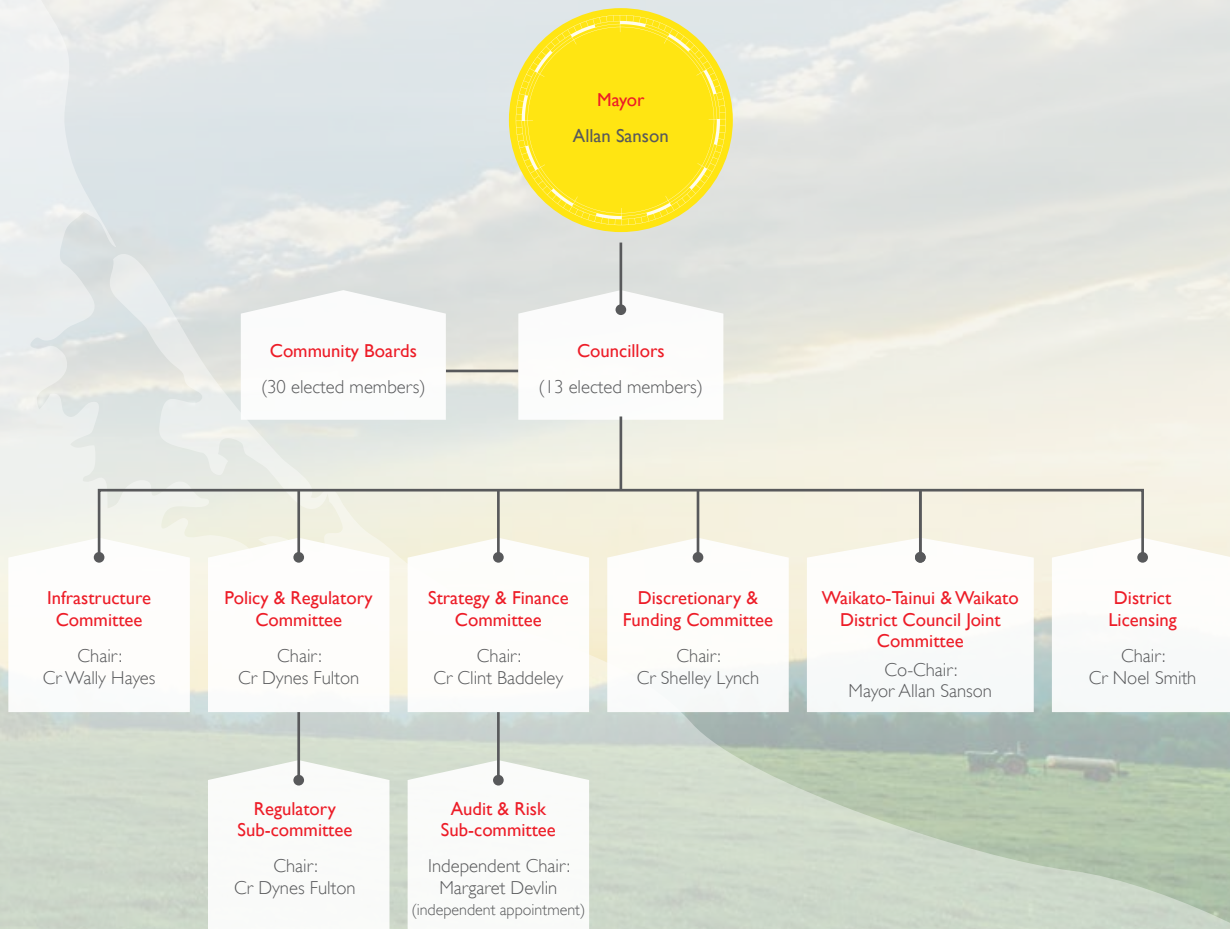 Mayor
Allan Sanson
Community Boards
(30 elected members)
Councillors
(13 elected members)
Infrastructure
Committee
Chair:
Cr Wally Hayes
Policy & Regulatory
Committee
Chair:
Cr Dynes Fulton
Strategy & Finance
Committee
Chair:
Cr Clint Baddeley
Discretionary &
Funding Committee
Chair:
Cr Shelley Lynch
Waikato-Tainui & Waikato
District Council Joint
Committee
Co-Chair:
Mayor Allan Sanson
District
Licensing
Chair:
Cr Noel Smith
Regulatory
Sub-committee
Chair:
Cr Dynes Fulton
Audit & Risk
Sub-committee
Independent Chair:
Margaret Devlin
(independent appointment)